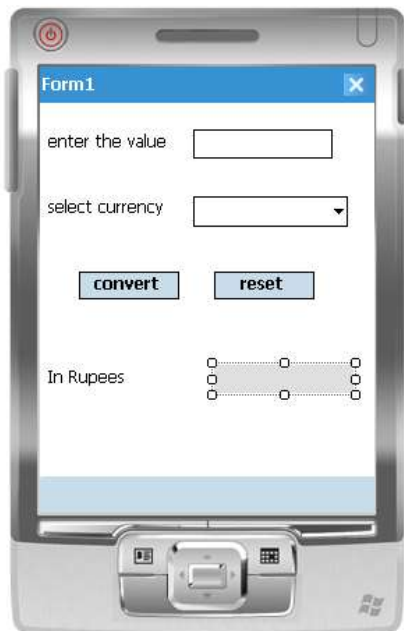 Form1
enter the value
select currency
convert reset
In Rupees